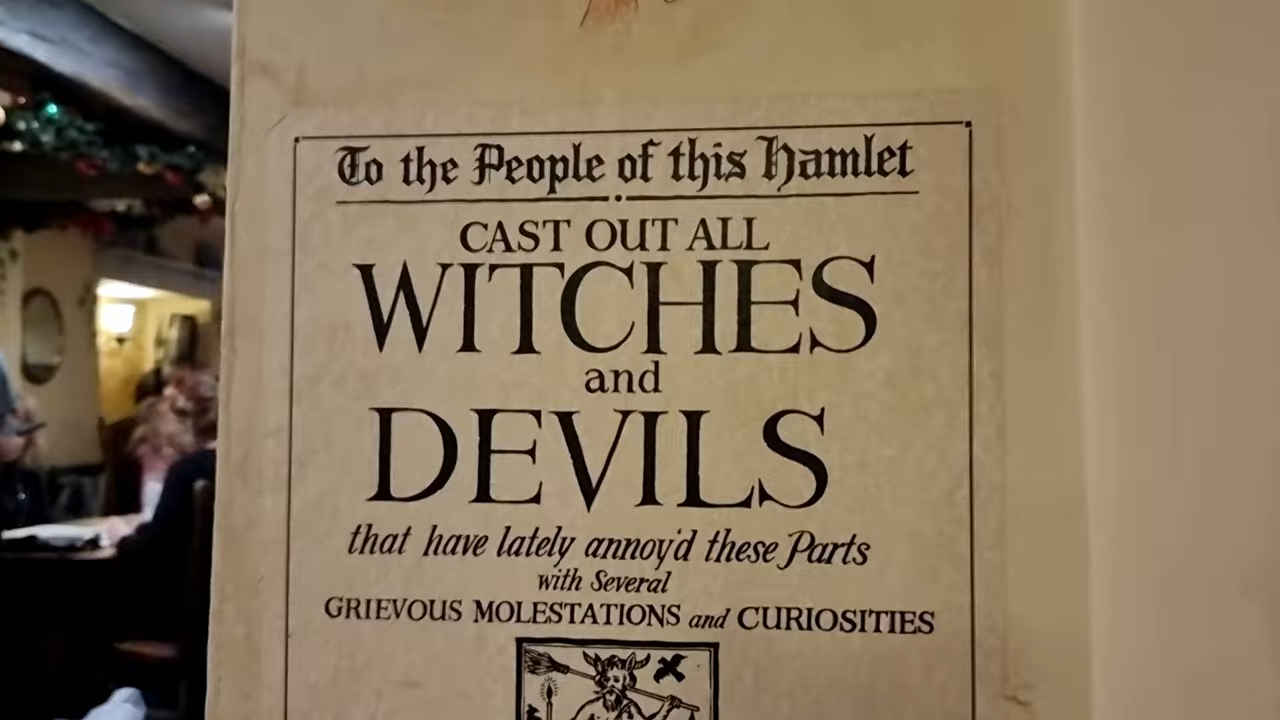 To the People of this Hamlet
CAST OUT ALL
WITCHES
and
DEVILS
that have lately annoy'd these Parts
with Several
GRIEVOUS MOLESTATIONS and CURIOSITIES